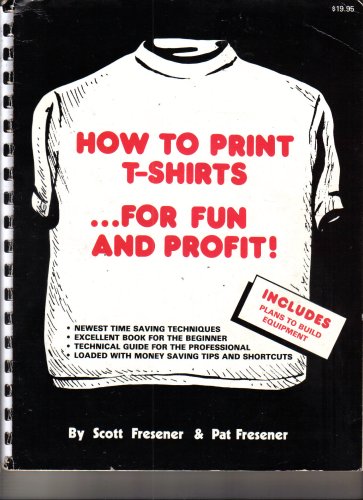 $19.95
HOW TO PRINT
T-SHIRTS
...FOR FUN
AND PROFIT!
INCLUDES
PLANS TO BUILD
EQUIPMENT
• NEWEST TIME SAVING TECHNIQUES
• EXCELLENT BOOK FOR THE BEGINNER
• TECHNICAL GUIDE FOR THE PROFESSIONAL
• LOADED WITH MONEY SAVING TIPS AND SHORTCUTS
By Scott Fresener & Pat Fresener